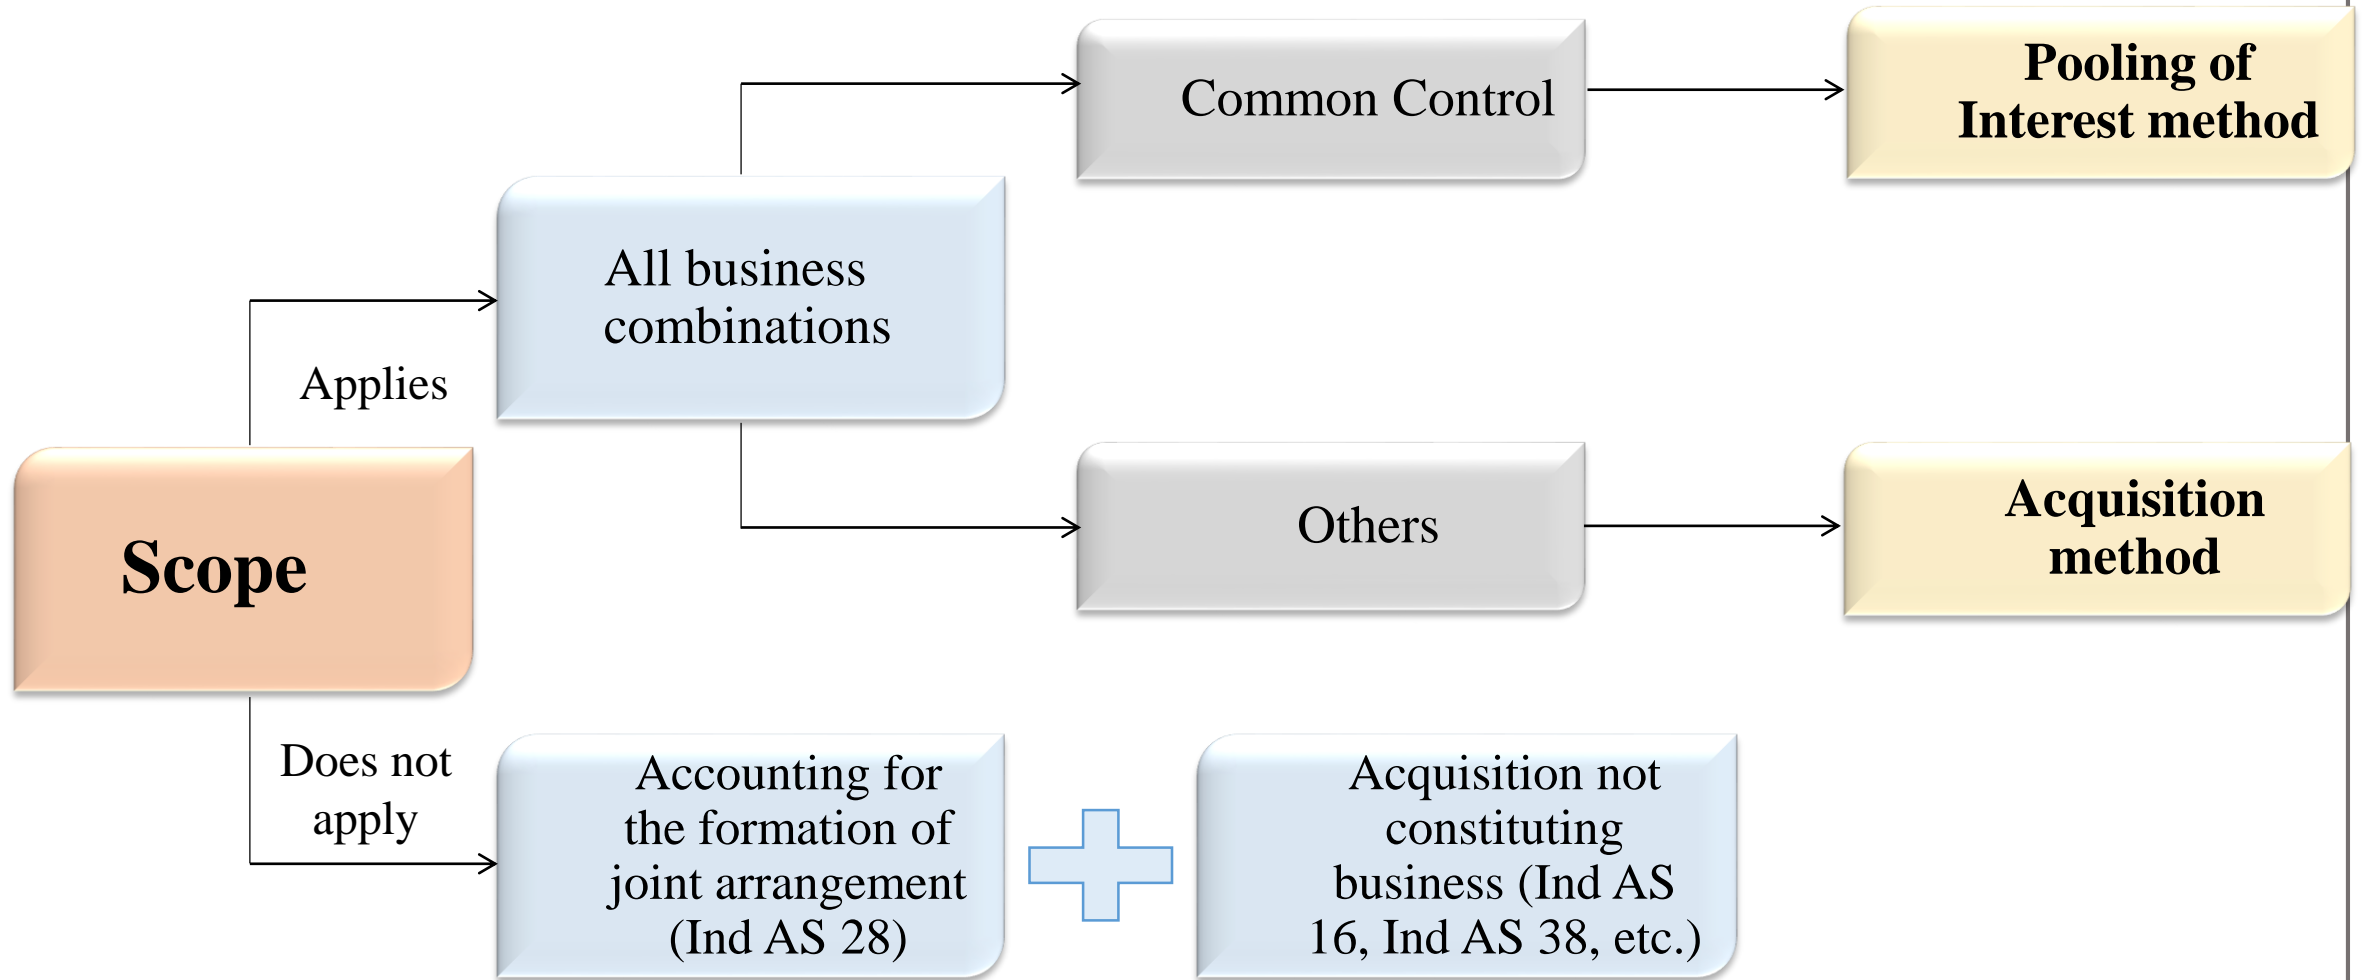 Common Control
Pooling of
Interest method
All business
combinations
Applies
Others
Acquisition
method
Scope
Does not
apply
Accounting for
the formation of
joint arrangement
(Ind AS 28)
Acquisition not
constituting
business (Ind AS
16, Ind AS 38, etc.)